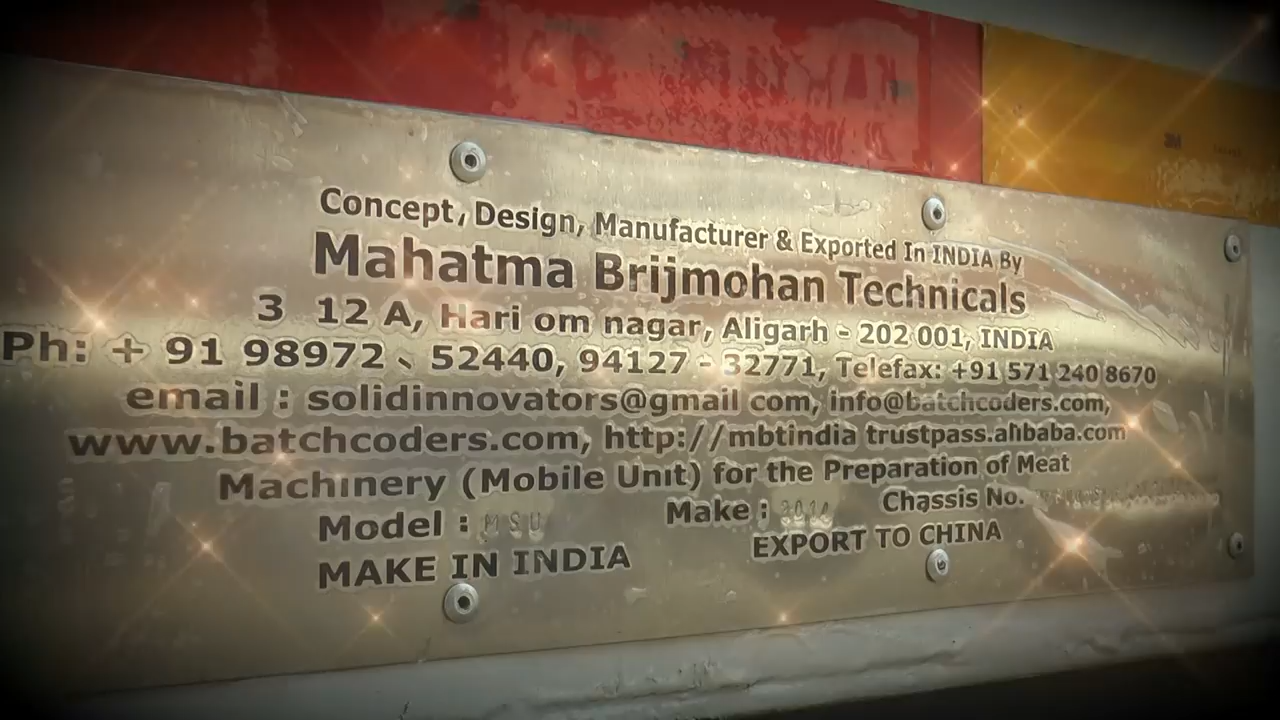 Concept, Design, Manufacturer & Exported In INDIA By
Mahatma Brijmohan Technicals
3 12 A, Hari om nagar, Aligarh - 202 001, INDIA
Ph: + 91 98972 - 52440, 94127 - 32771, Telefax: +91 571 240 8670
email : solidinnovators@gmail com, info@batchcoders.com,
www.batchcoders.com, http://mbtindia trustpass.alibaba.com
Machinery (Mobile Unit) for the Preparation of Meat
Model : MSU Make : Chassis No.
MAKE IN INDIA EXPORT TO CHINA